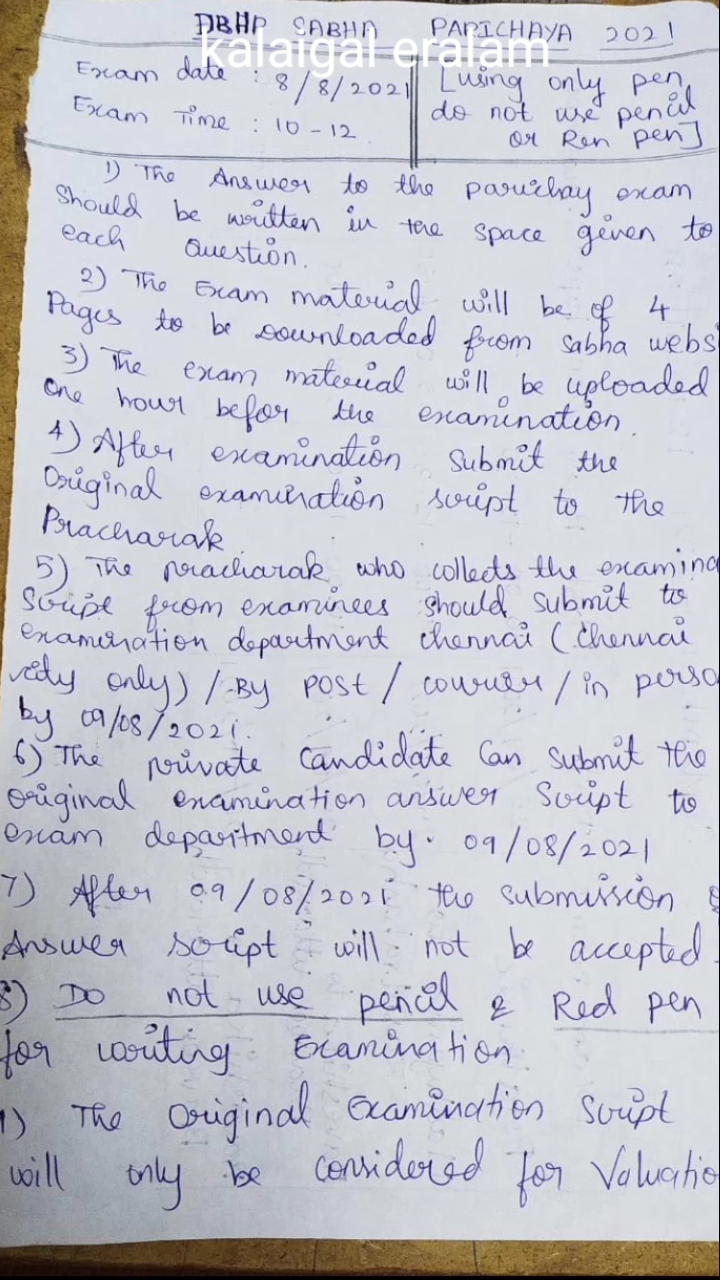 DBHP SABHA PARICHAYA 2021
kalaigal eralam
Exam date : 8/8/2021
Exam Time : 10-12
[using only pen
do not use pencil
or Ren pen]
1) The Answer to the parichay exam
Should be written in the space given to
each Question.
2) The Exam material will be of 4
Pages to be Downloaded from sabha webs
3) The exam material will be uploaded
one hour befor the examination.
4) After examination Submit the
Original examination script to the
Pracharak
5) The pracharak who collects the examina
Script from examinees should submit to
examination department chennai (Chennai
only) / By POST / courier / in perso
by 09/08/2021.
6) The private Candidate Can submit the
original examination answer Script to
exam department by. 09/08/2021
7) After 09/08/2021 the submission
Answer script will not be accepted.
8) DO not use pencil & Red pen
for writing Examination
1) The Original Examination Script
will only be considered for Valuatio